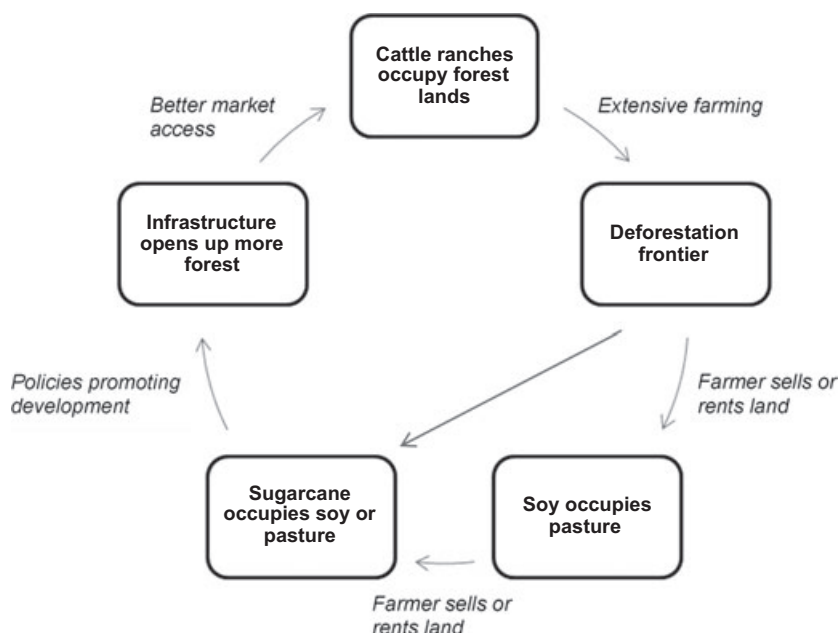 Cattle ranches
occupy forest
lands
Better market
access
Extensive farming
Infrastructure
opens up more
forest
Deforestation
frontier
Policies promoting
development
Farmer sells or
rents land
Sugarcane
occupies soy or
pasture
Soy occupies
pasture
Farmer sells or
rents land